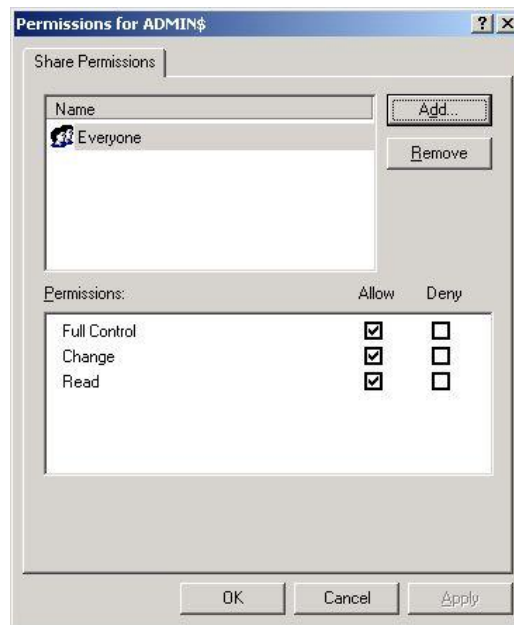 Permissions for ADMIN$
Share Permissions
Name
Everyone
Add...
Remove
Permissions: Allow Deny
Full Control
Change
Read
OK Cancel Apply